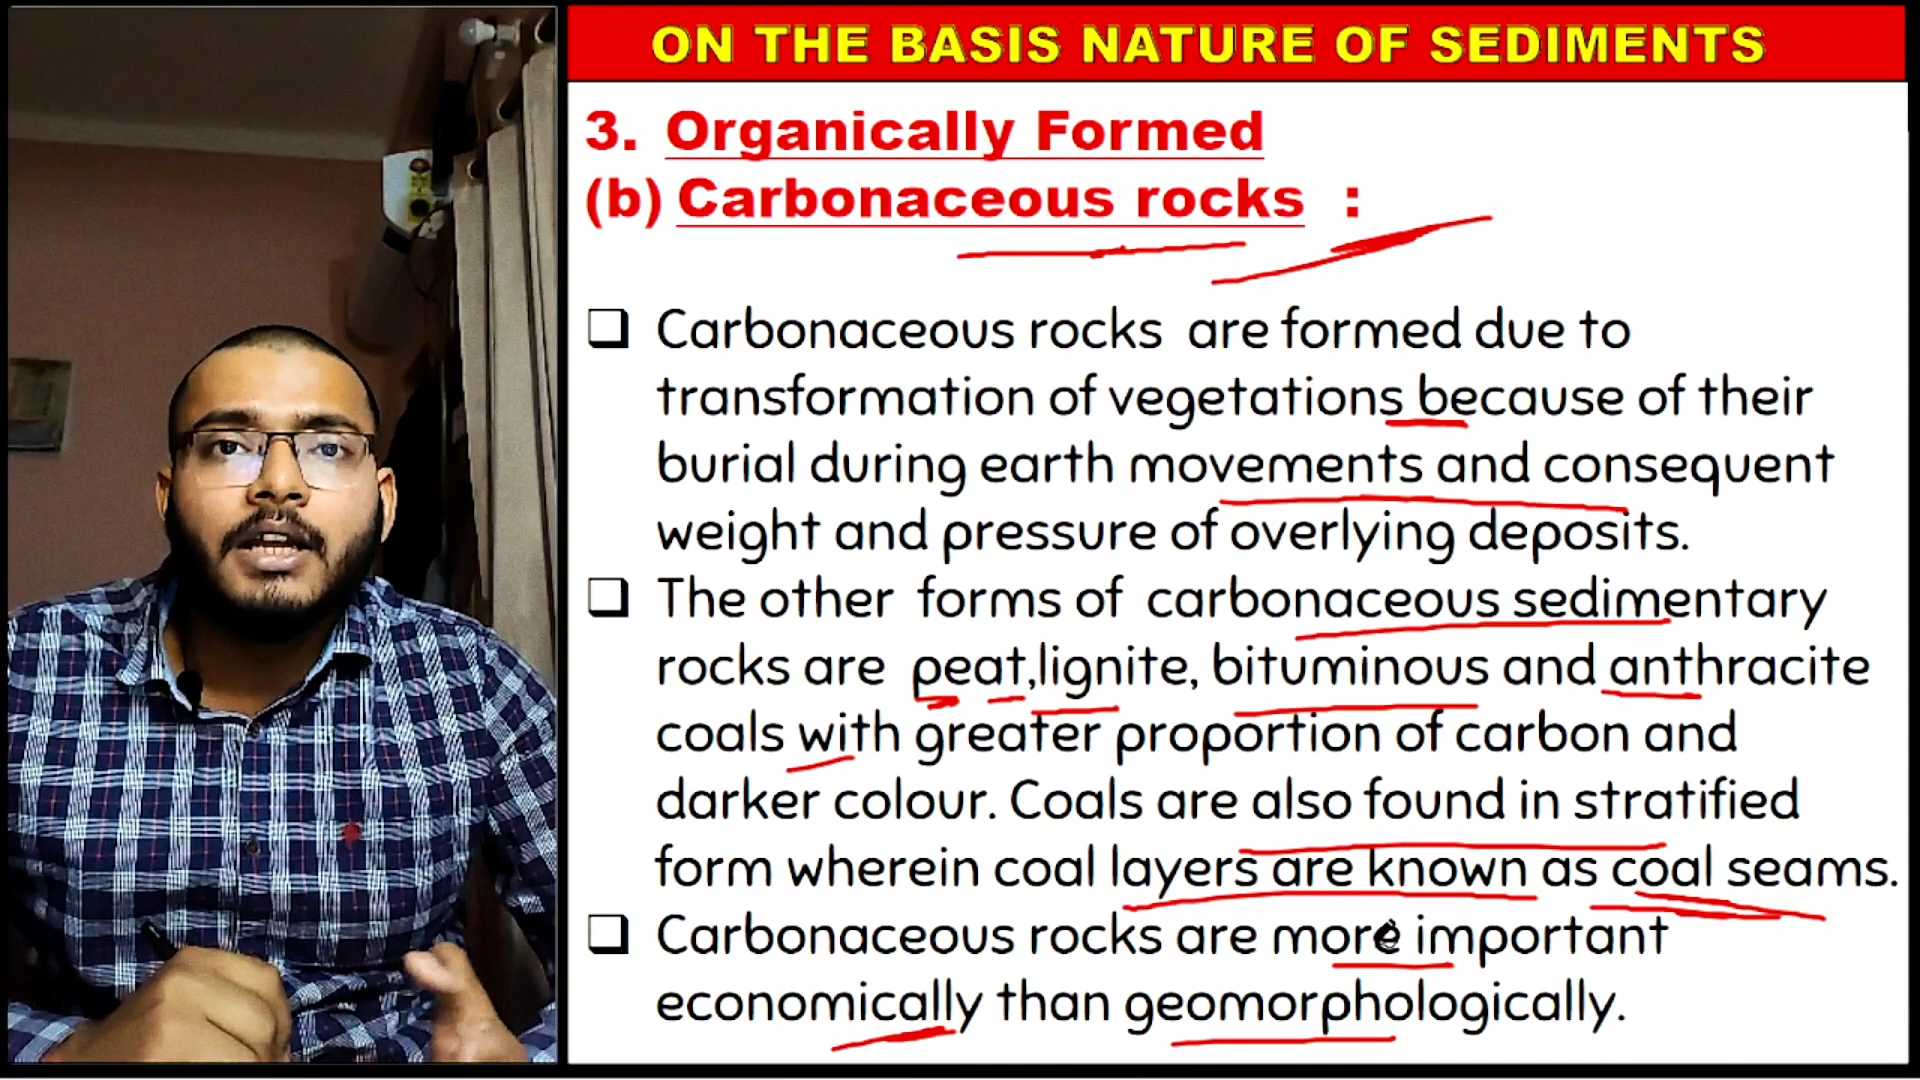 ON THE BASIS NATURE OF SEDIMENTS
3. Organically Formed
(b) Carbonaceous rocks :
❑ Carbonaceous rocks are formed due to
transformation of vegetations because of their
burial during earth movements and consequent
weight and pressure of overlying deposits.
❑ The other forms of carbonaceous sedimentary
rocks are peat,lignite, bituminous and anthracite
coals with greater proportion of carbon and
darker colour. Coals are also found in stratified
form wherein coal layers are known as coal seams.
❑ Carbonaceous rocks are more important
economically than geomorphologically.